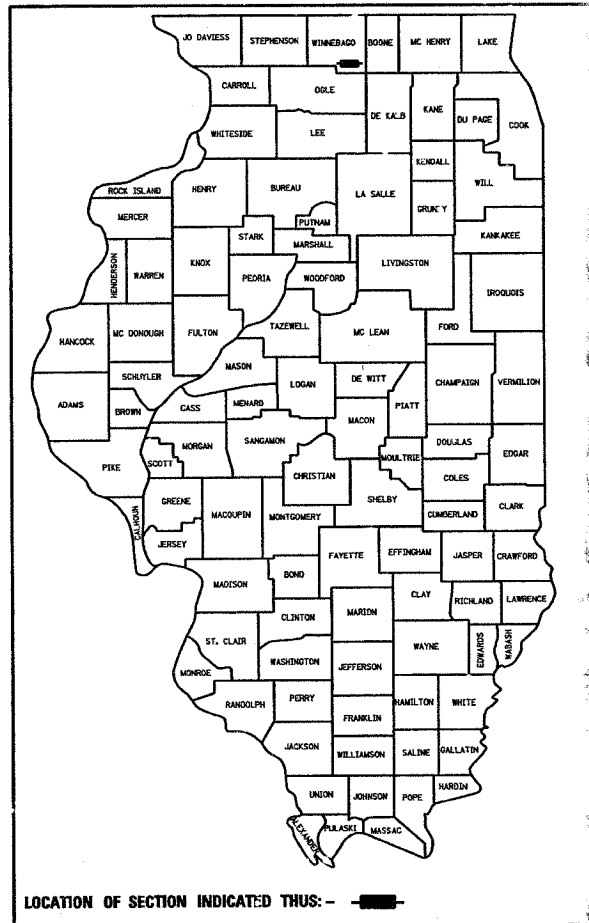 JO DAVIESS STEPHENSON WINNEBAGO BOONE MC HENRY LAKE
CARROLL OGLE
DE KALB KANE DU PAGE COOK
WHITESIDE LEE
KENDALL
WILL
ROCK ISLAND HENRY BUREAU LA SALLE
MERCER PUTNAM GRUNDY
STARK MARSHALL KANKAKEE
HENDERSON WARREN KNOX PEORIA WOODFORD LIVINGSTON
IROQUOIS
HANCOCK MC DONOUGH FULTON TAZEWELL MC LEAN FORD
MASON
SCHUYLER LOGAN DE WITT CHAMPAIGN VERMILION
ADAMS BROWN CASS MENARD MACON PIATT
MORGAN SANGAMON DOUGLAS
PIKE SCOTT CHRISTIAN MOULTRIE COLES EDGAR
GREENE MACOUPIN MONTGOMERY SHELBY CUMBERLAND CLARK
CALHOUN
JERSEY FAYETTE EFFINGHAM JASPER CRAWFORD
MADISON BOND
CLAY RICHLAND LAWRENCE
CLINTON MARION
ST. CLAIR WAYNE EDWARDS WABASH
WASHINGTON JEFFERSON
MONROE
RANDOLPH PERRY HAMILTON WHITE
FRANKLIN
JACKSON WILLIAMSON SALINE GALLATIN
UNION JOHNSON POPE HARDIN
ALEXANDER PULASKI MASSAC
LOCATION OF SECTION INDICATED THUS: –